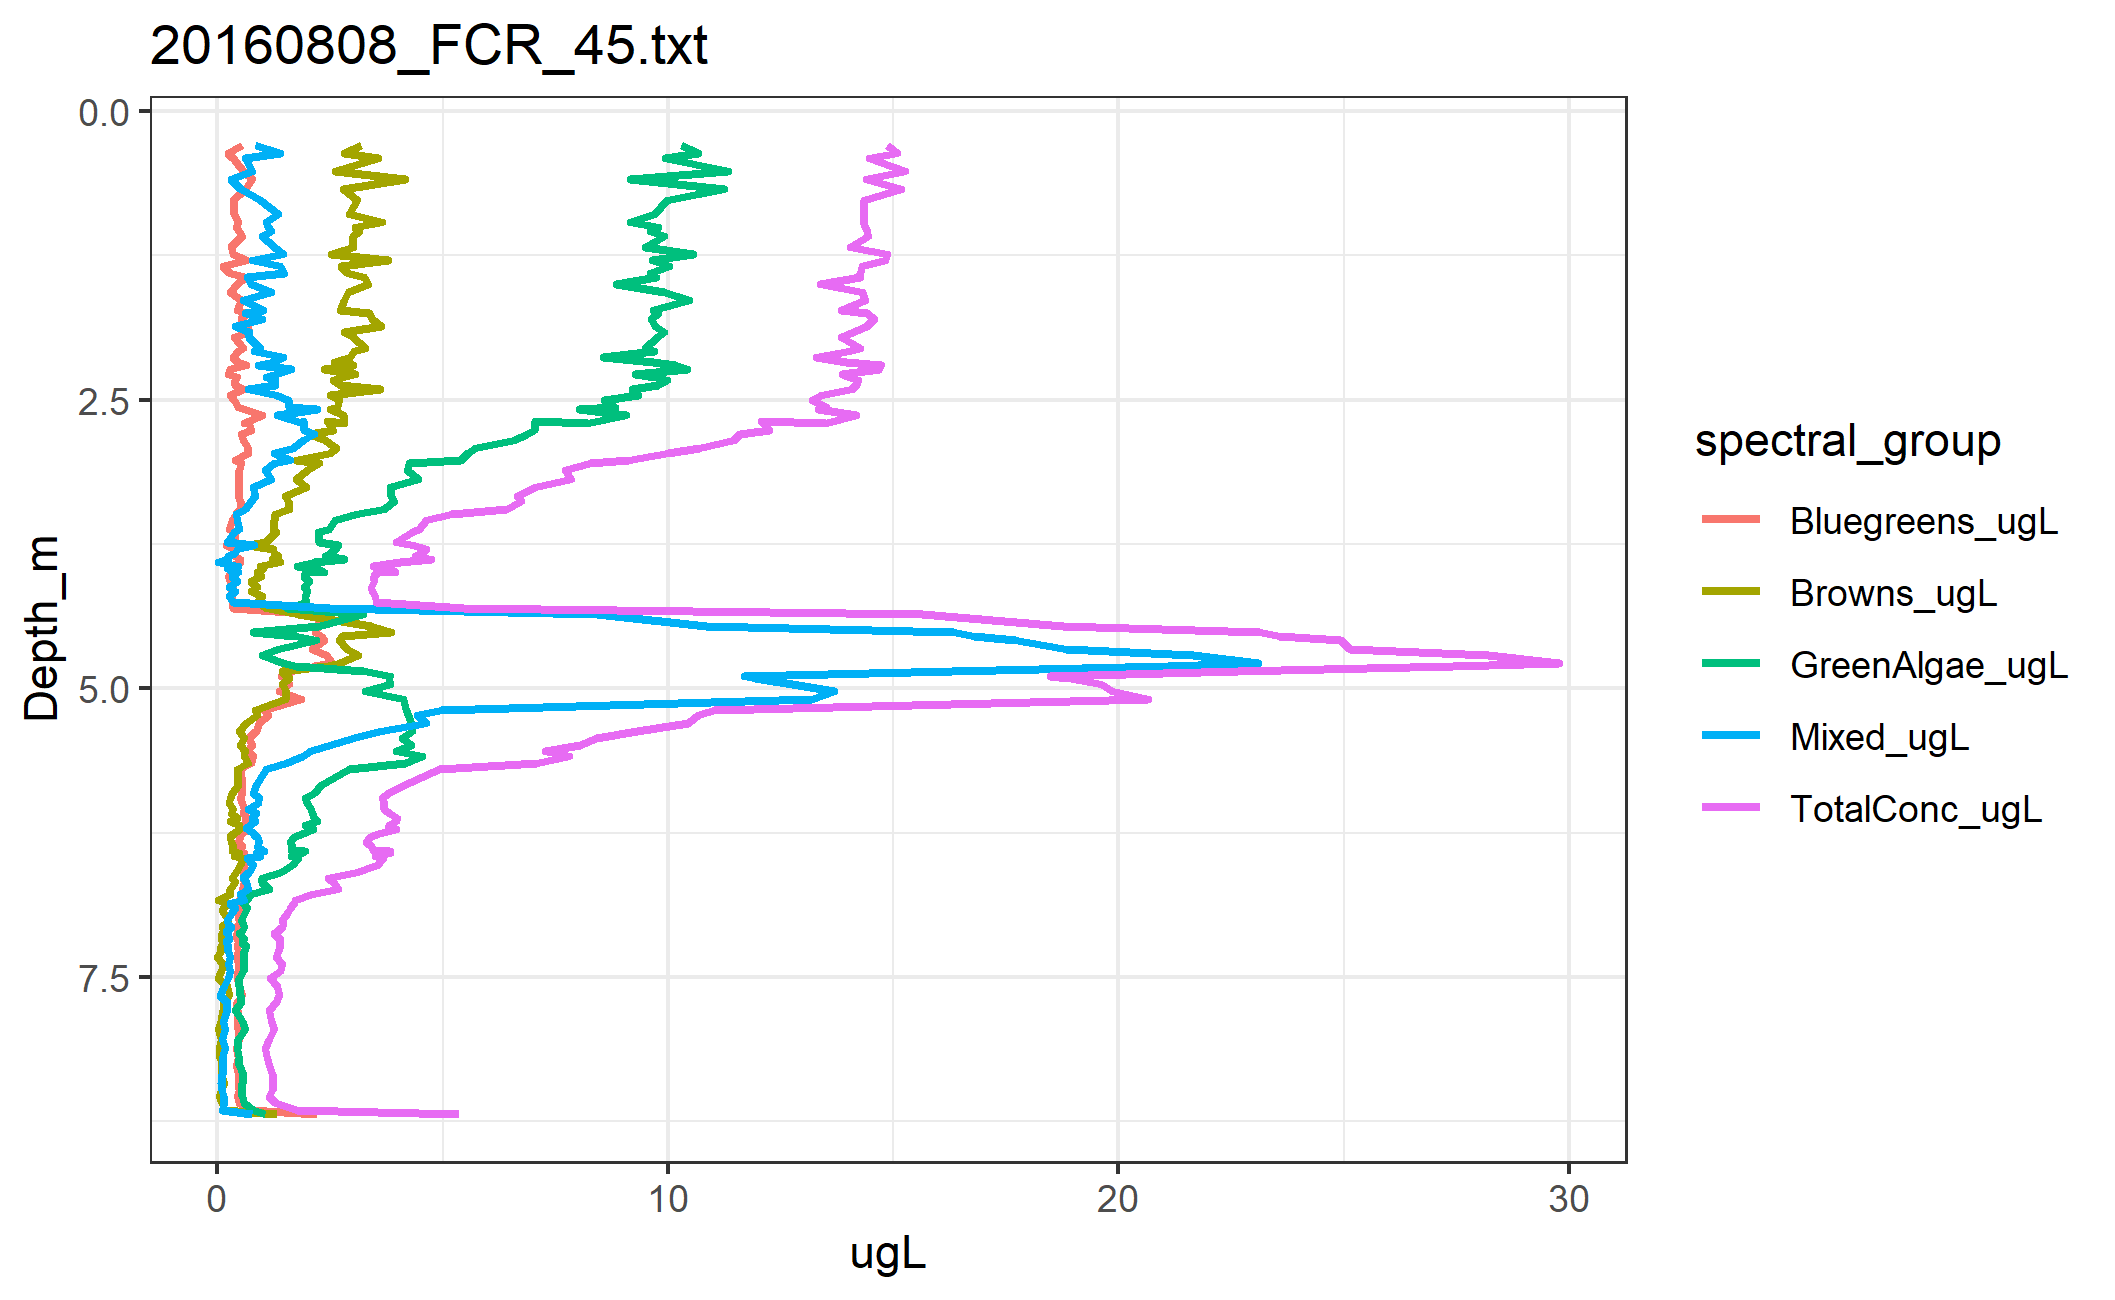 20160808_FCR_45.txt
0.0
2.5
5.0
7.5
Depth_m
0
10
20
30
ugL
spectral_group
Bluegreens_ugL
Browns_ugL
GreenAlgae_ugL
Mixed_ugL
TotalConc_ugL